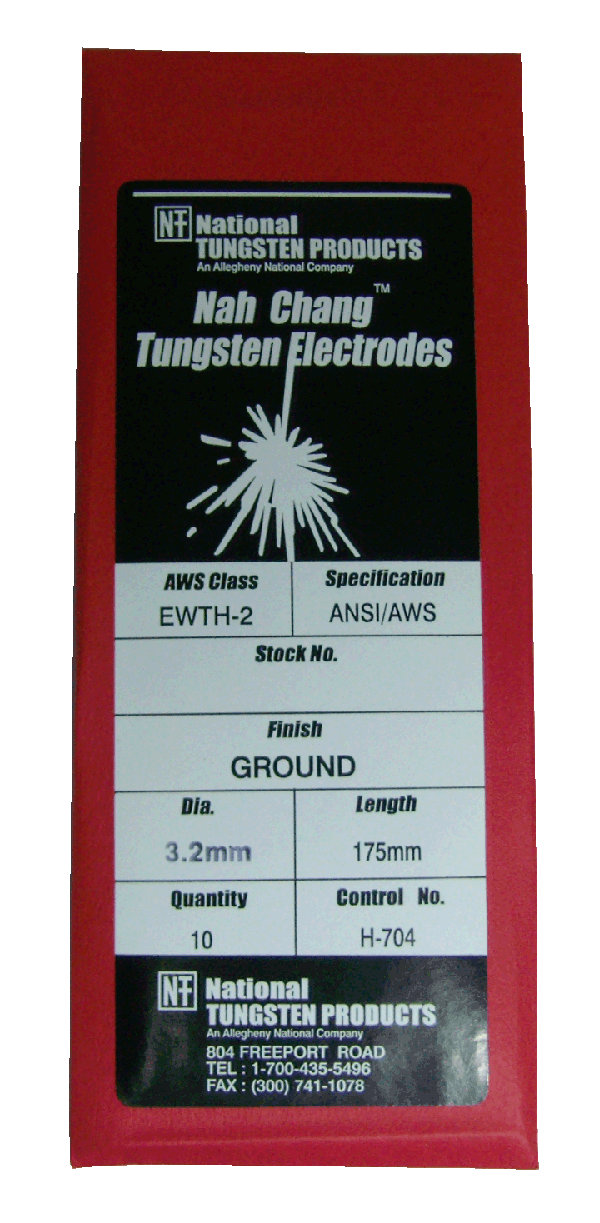 NT National
TUNGSTEN PRODUCTS
An Allegheny National Company
Nah Chang™
Tungsten Electrodes
AWS Class
EWTH-2
Specification
ANSI/AWS
Stock No.
Finish
GROUND
Dia.
3.2mm
Length
175mm
Quantity
10
Control No.
H-704
NT National
TUNGSTEN PRODUCTS
An Allegheny National Company
804 FREEPORT ROAD
TEL : 1-700-435-5496
FAX : (300) 741-1078